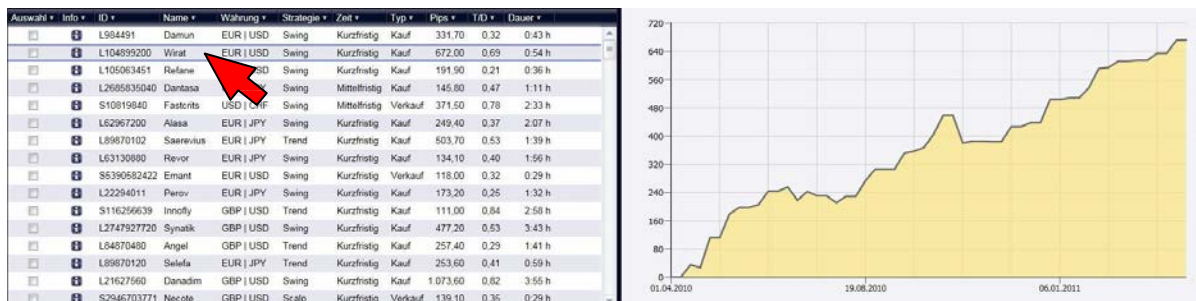 Auswahl Info ID Name Währung Strategie Zeit Typ Pips T/D Dauer
L984491 Damun EUR | USD Swing Kurzfristig Kauf 331,70 0,32 0:43 h
L104899200 Wirat EUR | USD Swing Kurzfristig Kauf 672,00 0,69 0:54 h
L105063451 Refane Swing Kurzfristig Kauf 191,90 0,21 0:36 h
L2685835040 Dantasa Swing Mittelfristig Kauf 145,80 0,47 1:11 h
S10819840 Fastcrits USD | CHF Swing Mittelfristig Verkauf 371,50 0,78 2:33 h
L62967200 Alasa EUR | JPY Swing Kurzfristig Kauf 249,40 0,37 2:07 h
L89870102 Saerevius EUR | JPY Trend Kurzfristig Kauf 503,70 0,53 1:39 h
L63130880 Revor EUR | JPY Swing Kurzfristig Kauf 134,10 0,40 1:56 h
S5390582422 Emant EUR | USD Swing Kurzfristig Verkauf 118,00 0,32 0:29 h
L22294011 Perov EUR | JPY Swing Kurzfristig Kauf 173,20 0,25 1:32 h
S116256639 Innofly GBP | USD Trend Kurzfristig Kauf 111,00 0,84 2:58 h
L2747927720 Synatik GBP | USD Swing Kurzfristig Kauf 477,20 0,53 3:43 h
L84870480 Angel GBP | USD Trend Kurzfristig Kauf 257,40 0,29 1:41 h
L89870120 Selefa EUR | JPY Trend Kurzfristig Kauf 253,60 0,41 0:59 h
L21627560 Danadim GBP | USD Swing Kurzfristig Kauf 1.073,60 0,82 3:55 h
S2946703771 Necote GBP | USD Scalp Kurzfristig Verkauf 139,10 0,35 0:29 h
720
640
560
480
400
320
240
160
80
0
01.04.2010 19.08.2010 06.01.2011